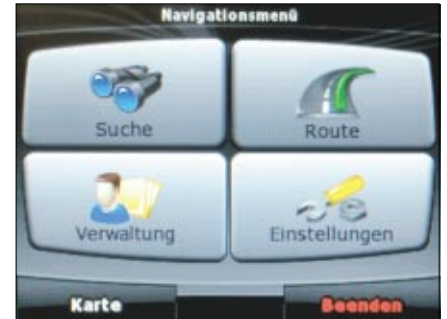 Navigationsmenü
Suche
Route
Verwaltung
Einstellungen
Karte
Beenden